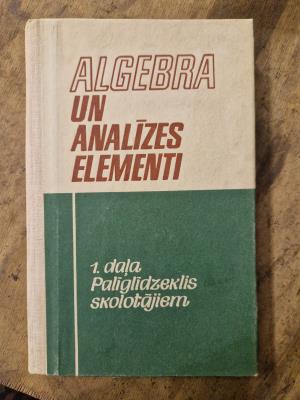 ALGEBRA
UN
ANALĪZES
ELEMENTI
1. daļa
Palīglīdzeklis
skolotājiem